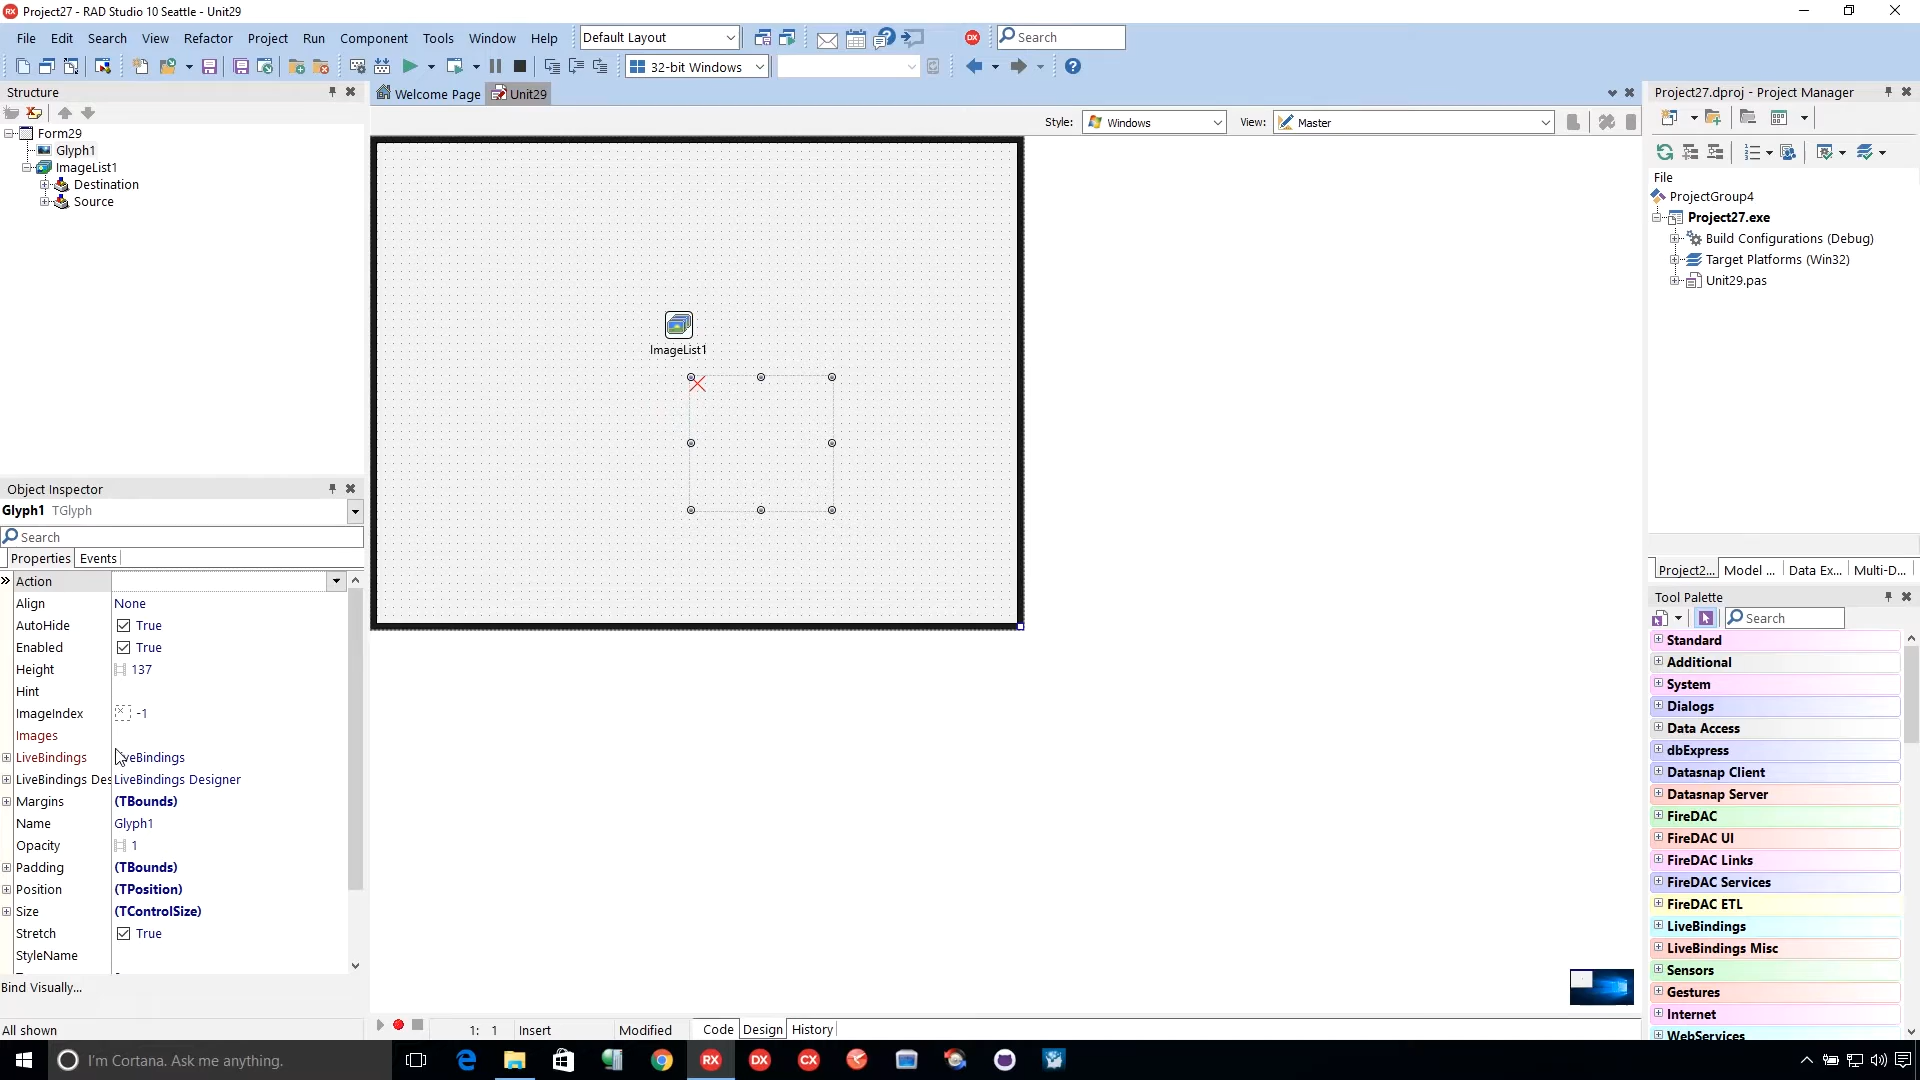 Project27 - RAD Studio 10 Seattle - Unit29
File Edit Search View Refactor Project Run Component Tools Window Help
Default Layout
Search
32-bit Windows
Structure
Form29
Glyph1
ImageList1
Destination
Source
Welcome Page
Unit29
Style:
Windows
View:
Master
ImageList1
Object Inspector
Glyph1 TGlyph
Search
Properties Events
Action
Align None
AutoHide True
Enabled True
Height 137
Hint
ImageIndex -1
Images
LiveBindings LiveBindings
LiveBindings Des LiveBindings Designer
Margins (TBounds)
Name Glyph1
Opacity 1
Padding (TBounds)
Position (TPosition)
Size (TControlSize)
Stretch True
StyleName
Bind Visually...
All shown
1: 1 Insert Modified Code Design History
Project27.dproj - Project Manager
File
ProjectGroup4
Project27.exe
Build Configurations (Debug)
Target Platforms (Win32)
Unit29.pas
Project2... Model ... Data Ex... Multi-D...
Tool Palette
Search
Standard
Additional
System
Dialogs
Data Access
dbExpress
Datasnap Client
Datasnap Server
FireDAC
FireDAC UI
FireDAC Links
FireDAC Services
FireDAC ETL
LiveBindings
LiveBindings Misc
Sensors
Gestures
Internet
WebServices
I'm Cortana. Ask me anything.
RX DX CX